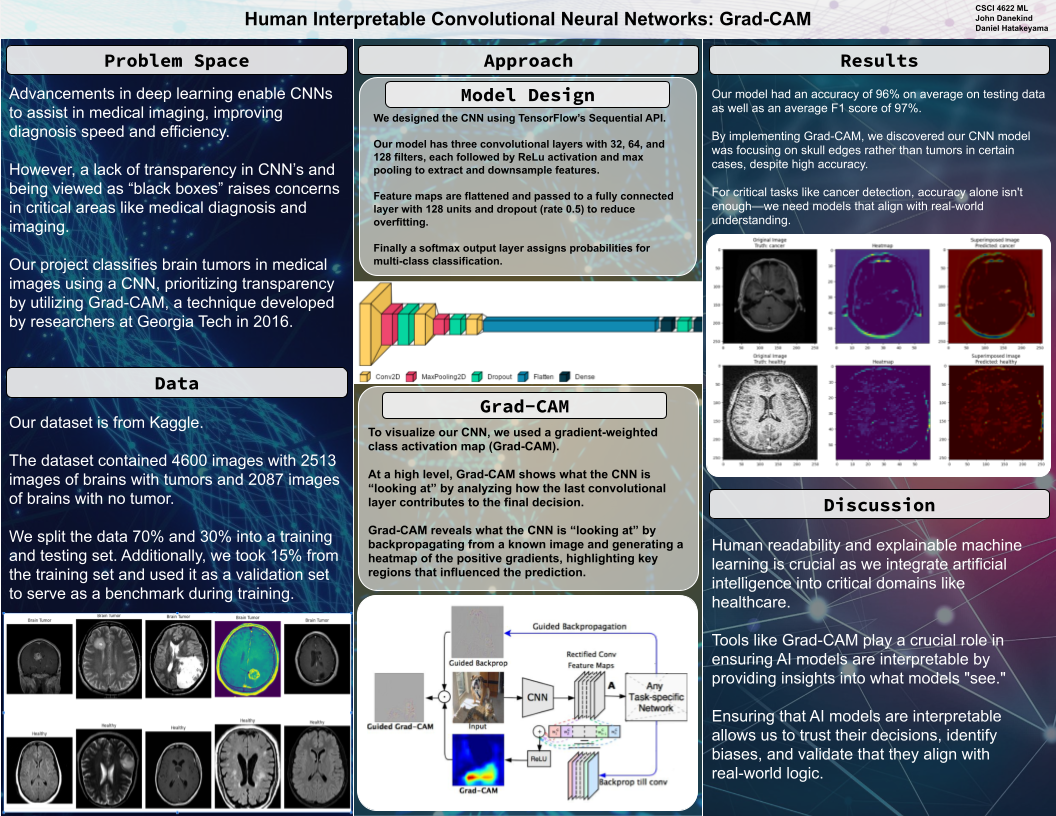 Human Interpretable Convolutional Neural Networks: Grad-CAM
CSCI 4622 ML
John Danekind
Daniel Hatakeyama
Problem Space
Advancements in deep learning enable CNNs
to assist in medical imaging, improving
diagnosis speed and efficiency.
However, a lack of transparency in CNN's and
being viewed as “black boxes” raises concerns
in critical areas like medical diagnosis and
imaging.
Our project classifies brain tumors in medical
images using a CNN, prioritizing transparency
by utilizing Grad-CAM, a technique developed
by researchers at Georgia Tech in 2016.
Data
Our dataset is from Kaggle.
The dataset contained 4600 images with 2513
images of brains with tumors and 2087 images
of brains with no tumor.
We split the data 70% and 30% into a training
and testing set. Additionally, we took 15% from
the training set and used it as a validation set
to serve as a benchmark during training.
Brain Tumor
Brain Tumor
Brain Tumor
Brain Tumor
Brain Tumor
Healthy
Healthy
Healthy
Healthy
Healthy
Approach
Model Design
We designed the CNN using TensorFlow's Sequential API.
Our model has three convolutional layers with 32, 64, and
128 filters, each followed by ReLu activation and max
pooling to extract and downsample features.
Feature maps are flattened and passed to a fully connected
layer with 128 units and dropout (rate 0.5) to reduce
overfitting.
Finally a softmax output layer assigns probabilities for
multi-class classification.
Conv2D MaxPooling2D Dropout Flatten Dense
Grad-CAM
To visualize our CNN, we used a gradient-weighted
class activation map (Grad-CAM).
At a high level, Grad-CAM shows what the CNN is
“looking at” by analyzing how the last convolutional
layer contributes to the final decision.
Grad-CAM reveals what the CNN is “looking at” by
backpropagating from a known image and generating a
heatmap of the positive gradients, highlighting key
regions that influenced the prediction.
Guided Backpropagation
Guided Backprop
Rectified Conv
Feature Maps
CNN
A
Any
Task-specific
Network
Guided Grad-CAM
Input
ReLU
Grad-CAM
Backprop till conv
Results
Our model had an accuracy of 96% on average on testing data
as well as an average F1 score of 97%.
By implementing Grad-CAM, we discovered our CNN model
was focusing on skull edges rather than tumors in certain
cases, despite high accuracy.
For critical tasks like cancer detection, accuracy alone isn't
enough—we need models that align with real-world
understanding.
Original Image
Truth: cancer
Heatmap
Superimposed Image
Predicted: cancer
Original Image
Truth: healthy
Heatmap
Superimposed Image
Predicted: healthy
Discussion
Human readability and explainable machine
learning is crucial as we integrate artificial
intelligence into critical domains like
healthcare.
Tools like Grad-CAM play a crucial role in
ensuring AI models are interpretable by
providing insights into what models "see."
Ensuring that AI models are interpretable
allows us to trust their decisions, identify
biases, and validate that they align with
real-world logic.